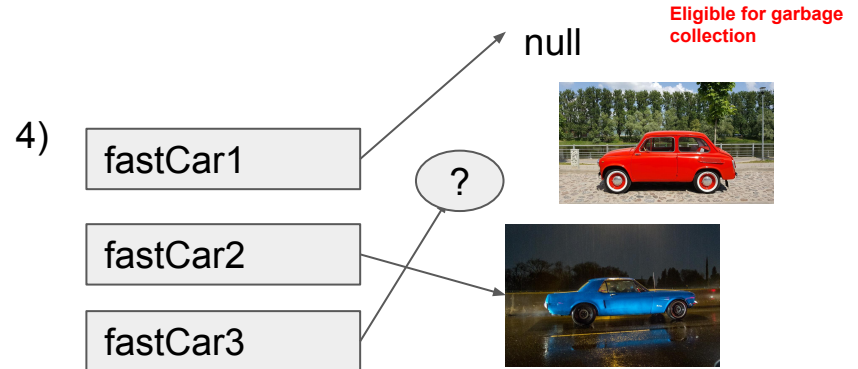 Eligible for garbage
collection
null
4)
fastCar1
?
fastCar2
fastCar3